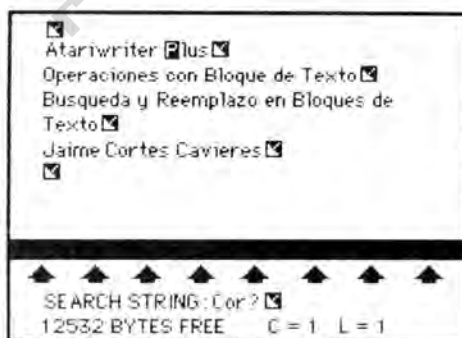 Atariwriter Plus
Operaciones con Bloque de Texto
Busqueda y Reemplazo en Bloques de
Texto
Jaime Cortes Cavieres
SEARCH STRING:Cor?
12532 BYTES FREE C = 1 L = 1